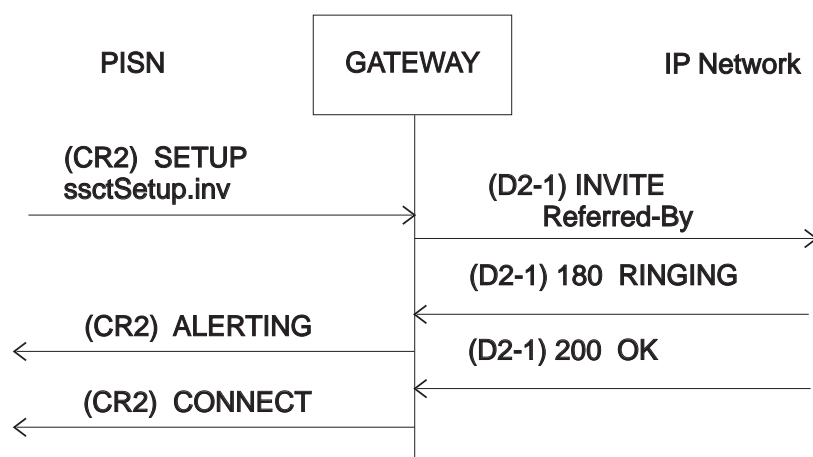 PISN
GATEWAY
IP Network
(CR2) SETUP
ssctSetup.inv
(D2-1) INVITE
Referred-By
(D2-1) 180 RINGING
(CR2) ALERTING
(D2-1) 200 OK
(CR2) CONNECT